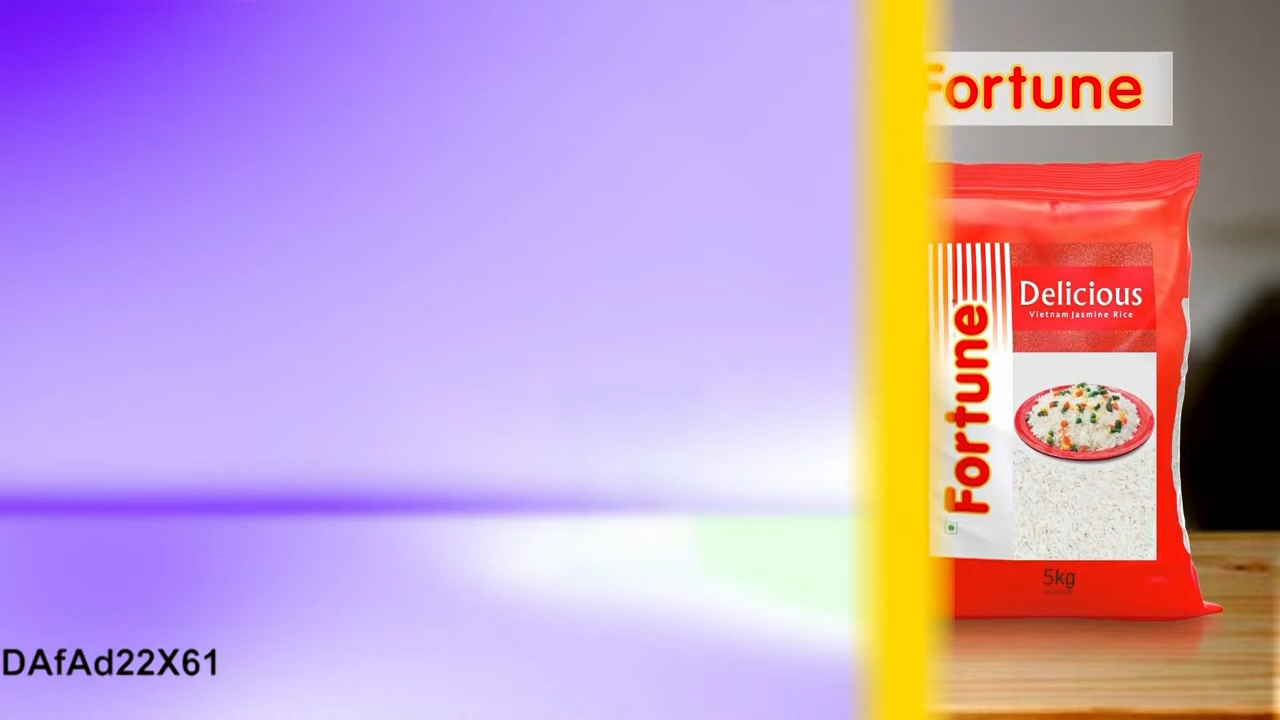 Fortune
Delicious
Vietnam Jasmine Rice
Fortune
5kg
DAfAd22X61